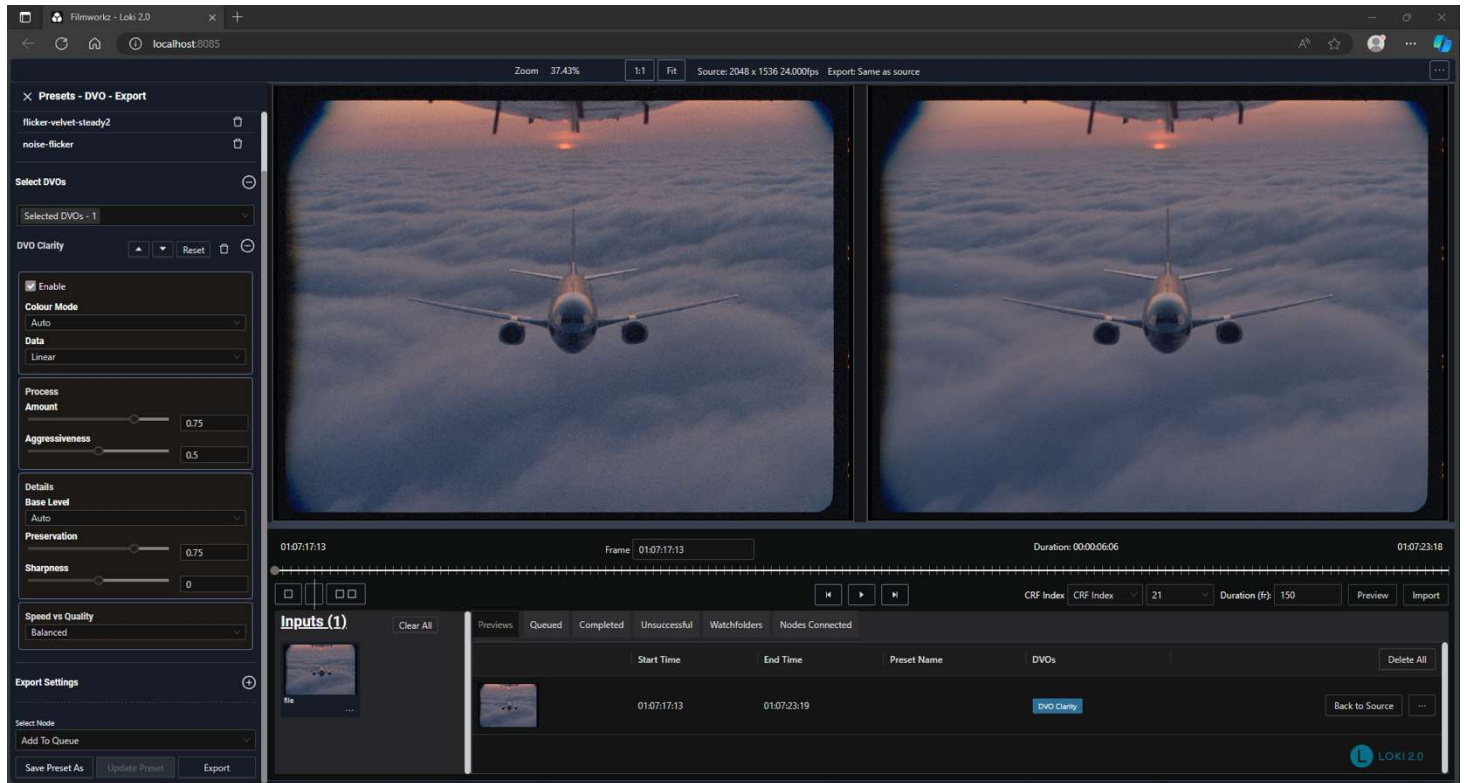 Filmworkz - Loki 2.0
localhost:8085
Zoom 37.43% 1:1 Fit Source: 2048 x 1536 24.000fps Export: Same as source ...
Presets - DVO - Export
flicker-velvet-steady2
noise-flicker
Select DVOs
Selected DVOs - 1
DVO Clarity Reset
Enable
Colour Mode
Auto
Data
Linear
Process
Amount
0.75
Aggressiveness
0.5
Details
Base Level
Auto
Preservation
0.75
Sharpness
0
Speed vs Quality
Balanced
Export Settings
Select Node
Add To Queue
Save Preset As Update Preset Export
01:07:17:13 Frame 01:07:17:13 Duration: 00:00:06:06 01:07:23:18
CRF Index CRF Index 21 Duration (fr): 150 Preview Import
Inputs (1) Clear All
file
...
Previews Queued Completed Unsuccessful Watchfolders Nodes Connected
Start Time End Time Preset Name DVOs Delete All
01:07:17:13 01:07:23:19 DVO Clarity Back to Source ...
L LOKI 2.0